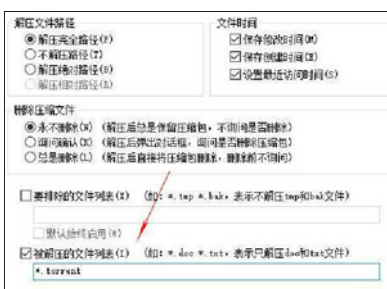 解压文件路径
解压完全路径(P)
不解压路径(T)
解压绝对路径(B)
解压相对路径(A)
文件时间
保存修改时间(M)
保存创建时间(E)
设置最近访问时间(S)
删除压缩文件
永不删除(N) (解压后总是保留压缩包，不询问是否删除)
询问确认(K) (解压后弹出对话框，询问是否删除压缩包)
总是删除(L) (解压后直接将压缩包删除，删除前不询问)
要排除的文件列表(X) (如: *.tmp *.bak, 表示不解压tmp和bak文件)
默认始终启用(W)
被解压的文件列表(I) (如: *.doc *.txt, 表示只解压doc和txt文件)
*.torrent